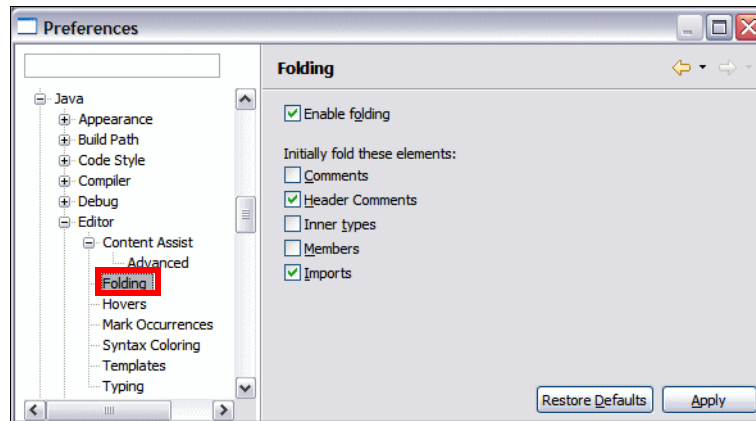 Preferences
Java
Appearance
Build Path
Code Style
Compiler
Debug
Editor
Content Assist
Advanced
Folding
Hovers
Mark Occurrences
Syntax Coloring
Templates
Typing
Folding
Enable folding
Initially fold these elements:
Comments
Header Comments
Inner types
Members
Imports
Restore Defaults
Apply